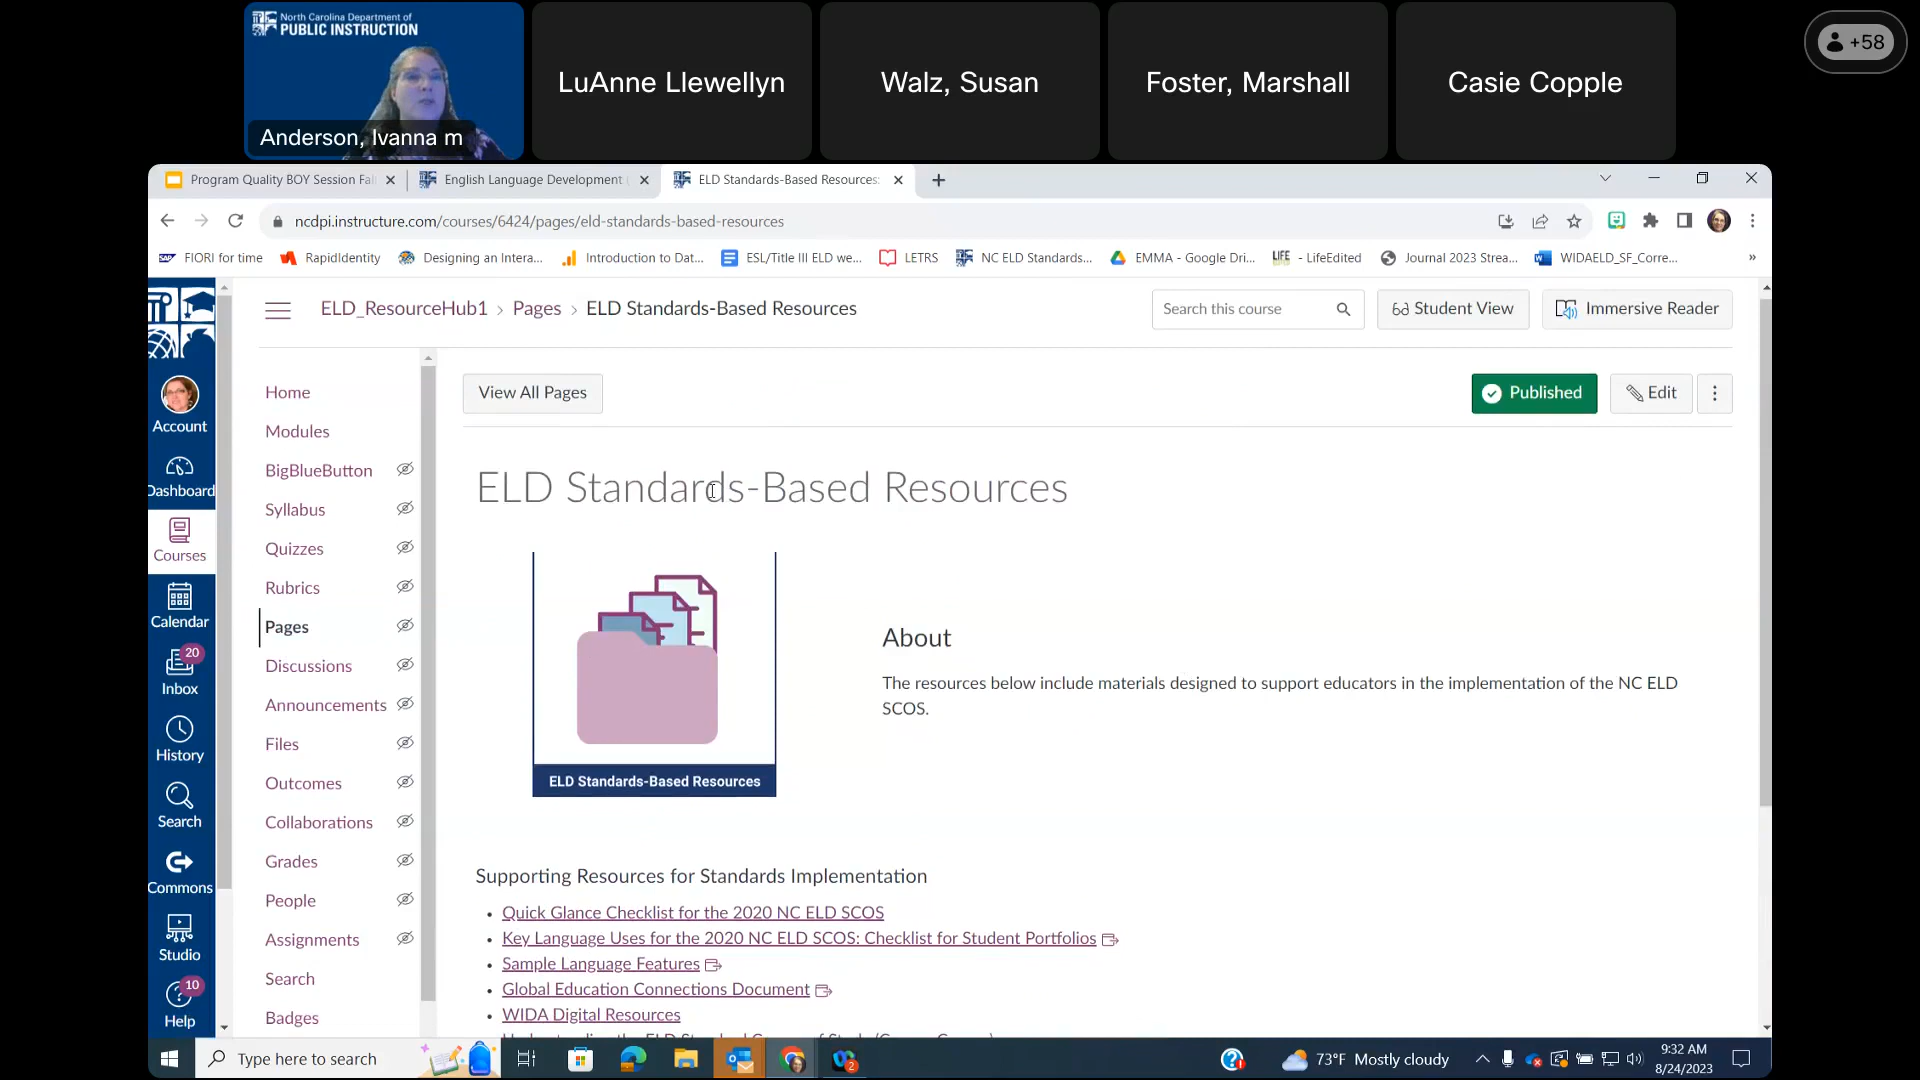 North Carolina Department of
PUBLIC INSTRUCTION
Anderson, Ivanna m
LuAnne Llewellyn
Walz, Susan
Foster, Marshall
Casie Copple
+58
Program Quality BOY Session Fal
English Language Development (
ELD Standards-Based Resources:
ncdpi.instructure.com/courses/6424/pages/eld-standards-based-resources
FIORI for time
RapidIdentity
Designing an Intera...
Introduction to Dat...
ESL/Title III ELD we...
LETRS
NC ELD Standards...
EMMA - Google Dri...
LIFE - LifeEdited
Journal 2023 Strea...
WIDAELD_SF_Corre...
»
ELD_ResourceHub1 > Pages > ELD Standards-Based Resources
Search this course
Student View
Immersive Reader
Account
Dashboard
Courses
Calendar
20
Inbox
History
Search
Commons
Studio
10
Help
Home
Modules
BigBlueButton
Syllabus
Quizzes
Rubrics
Pages
Discussions
Announcements
Files
Outcomes
Collaborations
Grades
People
Assignments
Search
Badges
View All Pages
Published
Edit
ELD Standards-Based Resources
ELD Standards-Based Resources
About
The resources below include materials designed to support educators in the implementation of the NC ELD
SCOS.
Supporting Resources for Standards Implementation
• Quick Glance Checklist for the 2020 NC ELD SCOS
• Key Language Uses for the 2020 NC ELD SCOS: Checklist for Student Portfolios
• Sample Language Features
• Global Education Connections Document
• WIDA Digital Resources
Type here to search
2
73°F Mostly cloudy
9:32 AM
8/24/2023